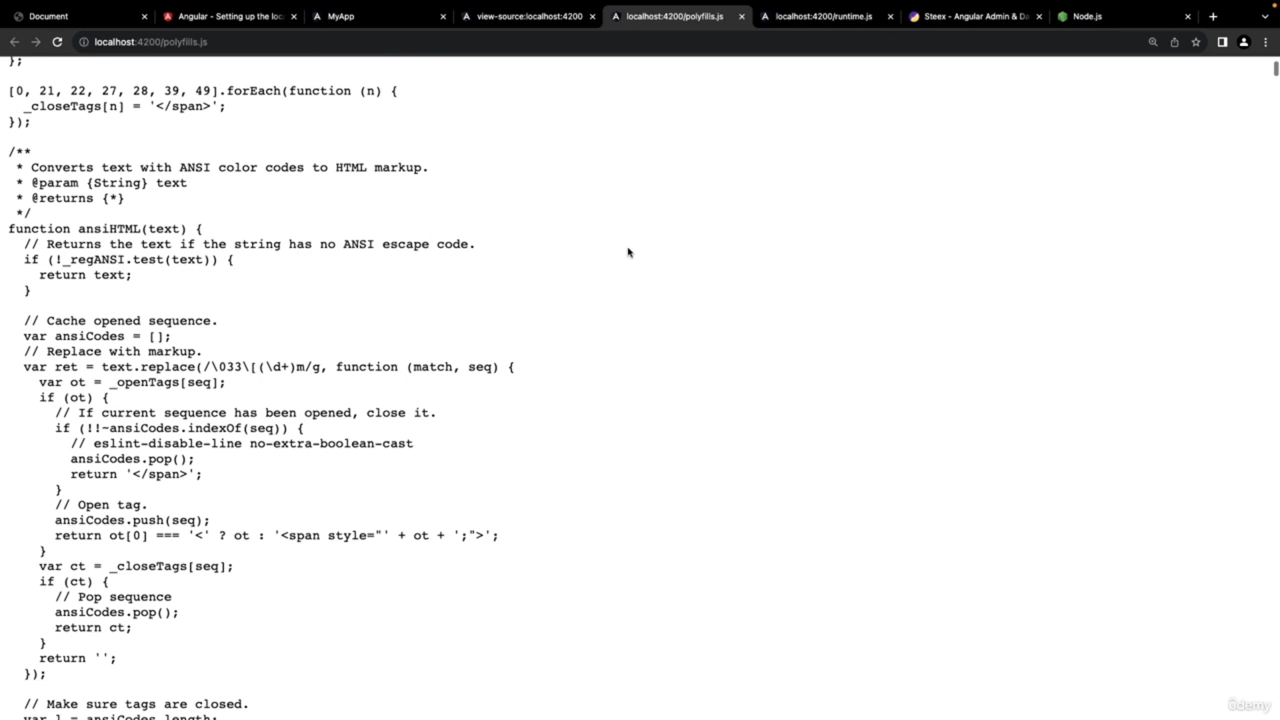 Document
Angular - Setting up the loc
MyApp
view-source:localhost:4200
localhost:4200/polyfills.js
localhost:4200/runtime.js
Steex - Angular Admin & Da
Node.js
localhost:4200/polyfills.js
};
[0, 21, 22, 27, 28, 39, 49].forEach(function (n) {
  _closeTags[n] = '</span>';
});
/**
 * Converts text with ANSI color codes to HTML markup.
 * @param {String} text
 * @returns {*}
 */
function ansiHTML(text) {
  // Returns the text if the string has no ANSI escape code.
  if (!_regANSI.test(text)) {
    return text;
  }
  // Cache opened sequence.
  var ansiCodes = [];
  // Replace with markup.
  var ret = text.replace(/\033\[(\d+)m/g, function (match, seq) {
    var ot = _openTags[seq];
    if (ot) {
      // If current sequence has been opened, close it.
      if (!!~ansiCodes.indexOf(seq)) {
        // eslint-disable-line no-extra-boolean-cast
        ansiCodes.pop();
        return '</span>';
      }
      // Open tag.
      ansiCodes.push(seq);
      return ot[0] === '<' ? ot : '<span style="' + ot + ';">';
    }
    var ct = _closeTags[seq];
    if (ct) {
      // Pop sequence
      ansiCodes.pop();
      return ct;
    }
    return '';
  });
  // Make sure tags are closed.
  var l = ansiCodes.length;
ûdemy